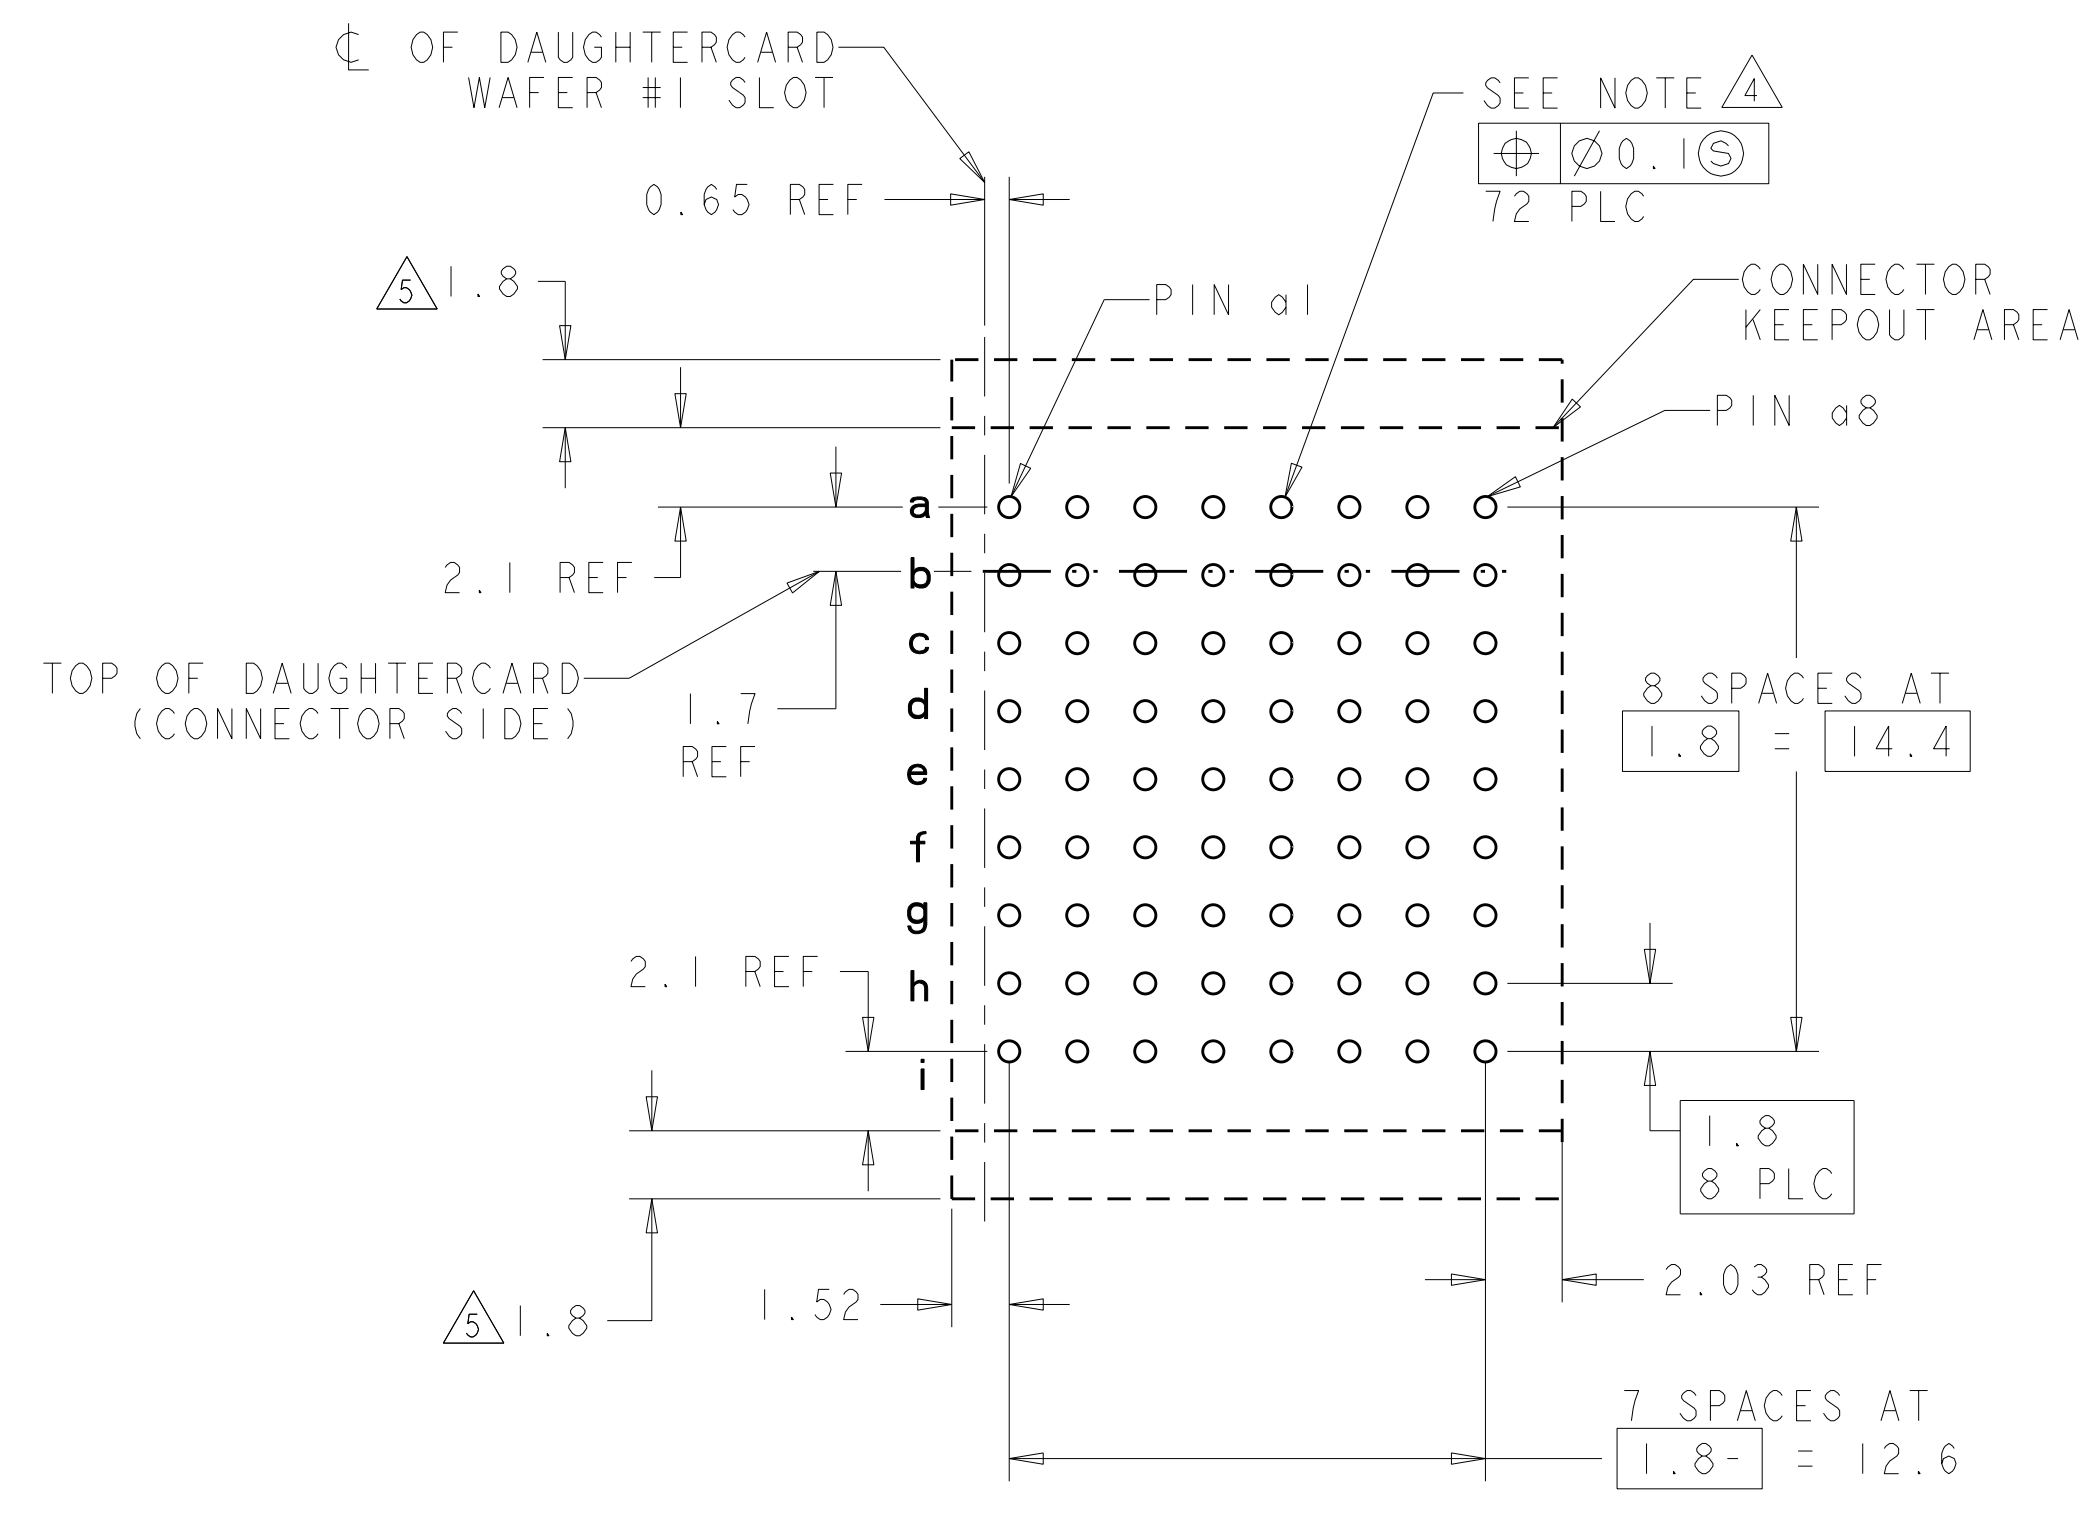 ℄ OF DAUGHTERCARD
WAFER #1 SLOT
SEE NOTE 4
⌖ ⌀0.1Ⓢ
72 PLC
0.65 REF
5 1.8
PIN a1
CONNECTOR
KEEPOUT AREA
PIN a8
a
2.1 REF
b
c
TOP OF DAUGHTERCARD
(CONNECTOR SIDE)
1.7
REF
8 SPACES AT
1.8 = 14.4
d
e
f
g
2.1 REF
h
i
1.8
8 PLC
2.03 REF
1.52
5 1.8
7 SPACES AT
1.8- = 12.6